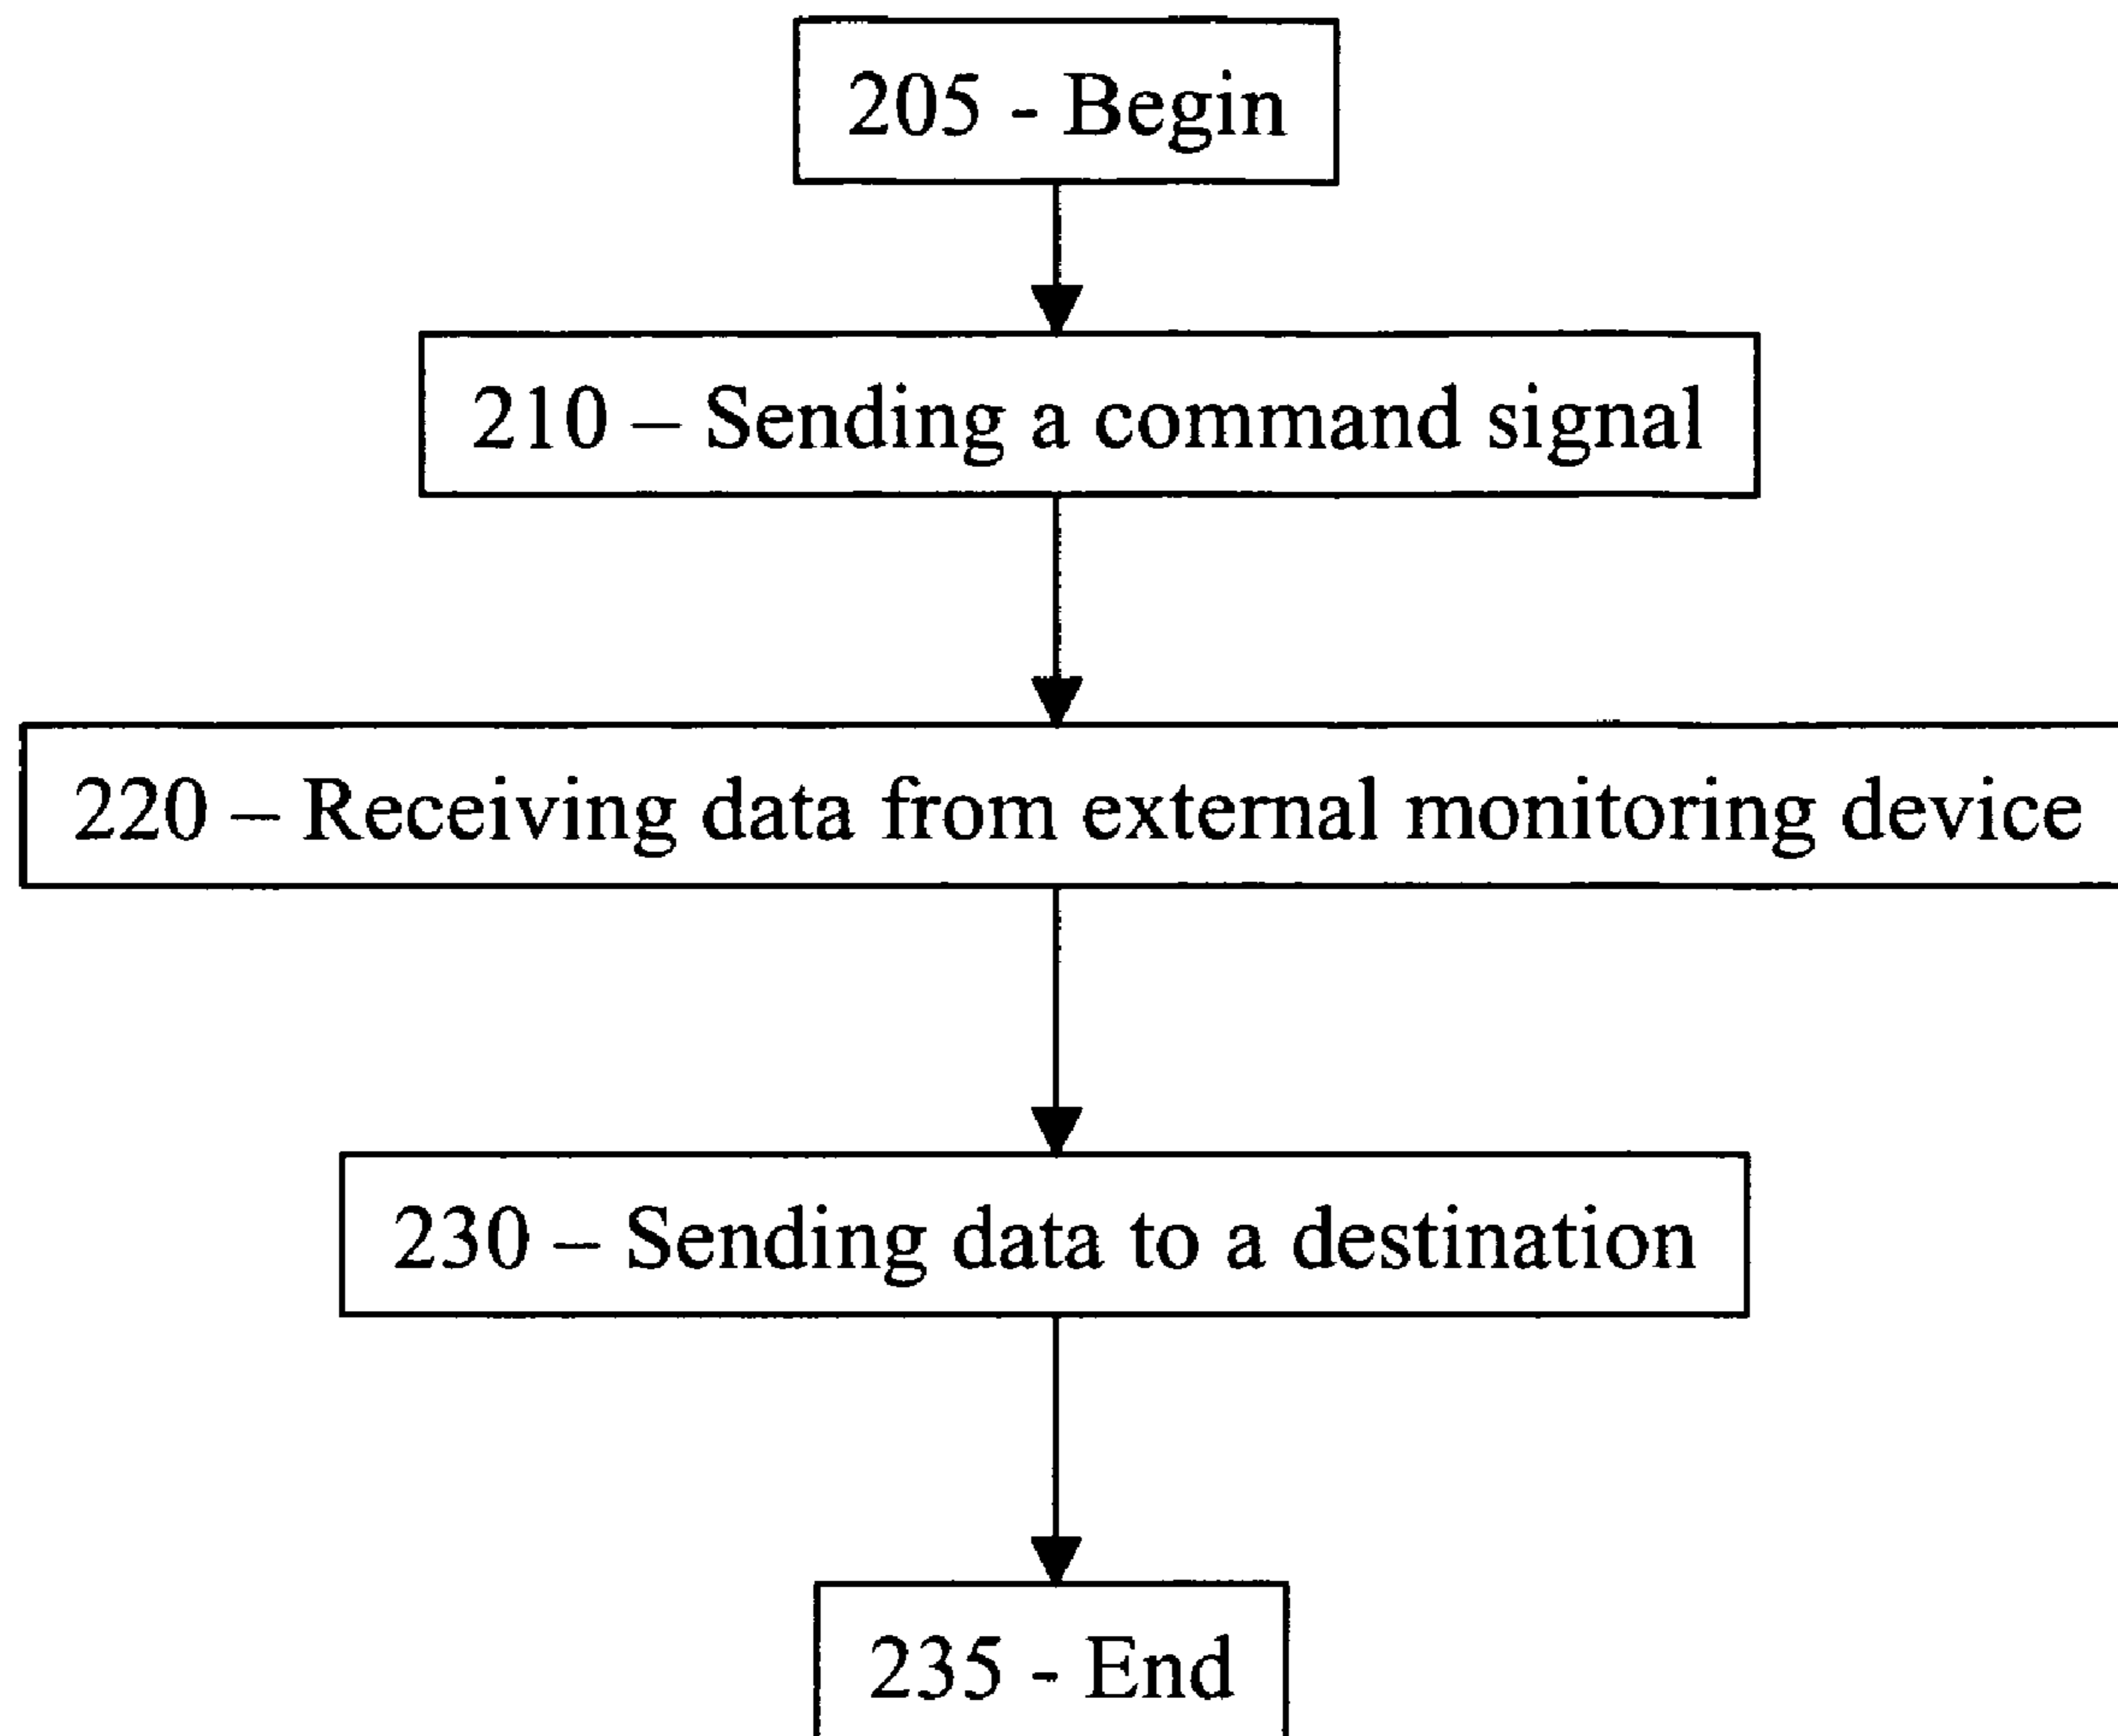 205 - Begin
210 – Sending a command signal
220 – Receiving data from external monitoring device
230 – Sending data to a destination
235 - End